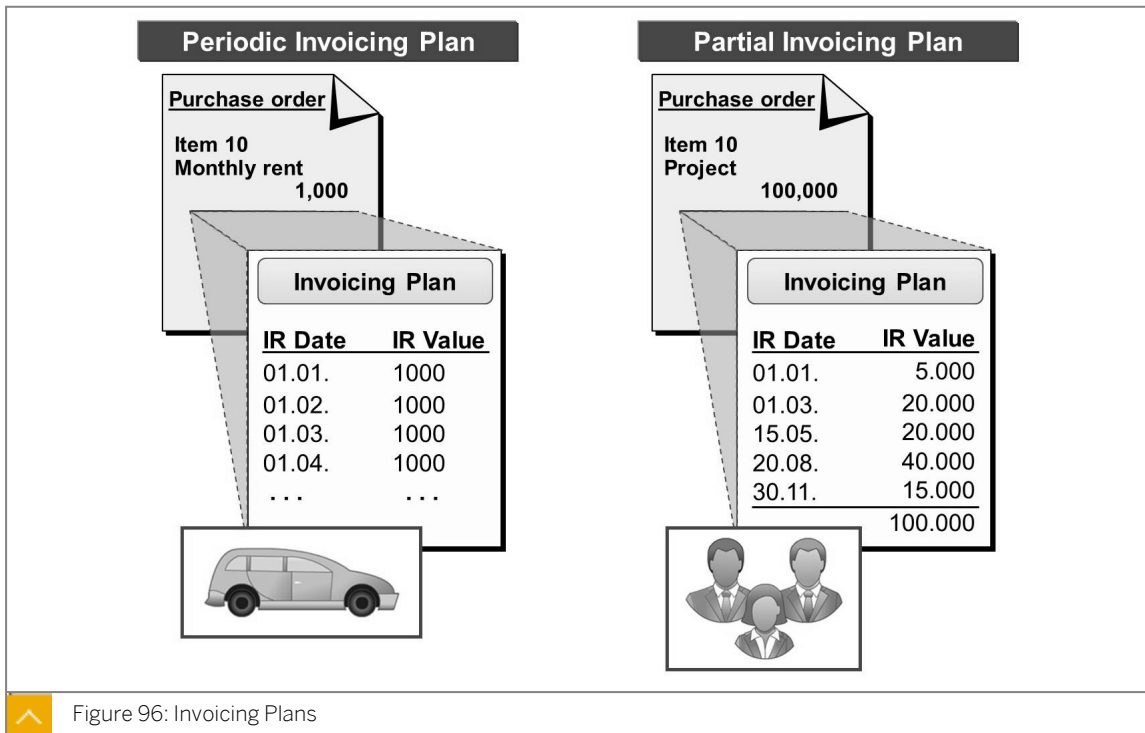 Periodic Invoicing Plan
Purchase order
Item 10
Monthly rent
1,000
Invoicing Plan
IR Date IR Value
01.01. 1000
01.02. 1000
01.03. 1000
01.04. 1000
. . . . . .
Partial Invoicing Plan
Purchase order
Item 10
Project
100,000
Invoicing Plan
IR Date IR Value
01.01. 5.000
01.03. 20.000
15.05. 20.000
20.08. 40.000
30.11. 15.000
100.000
Figure 96: Invoicing Plans